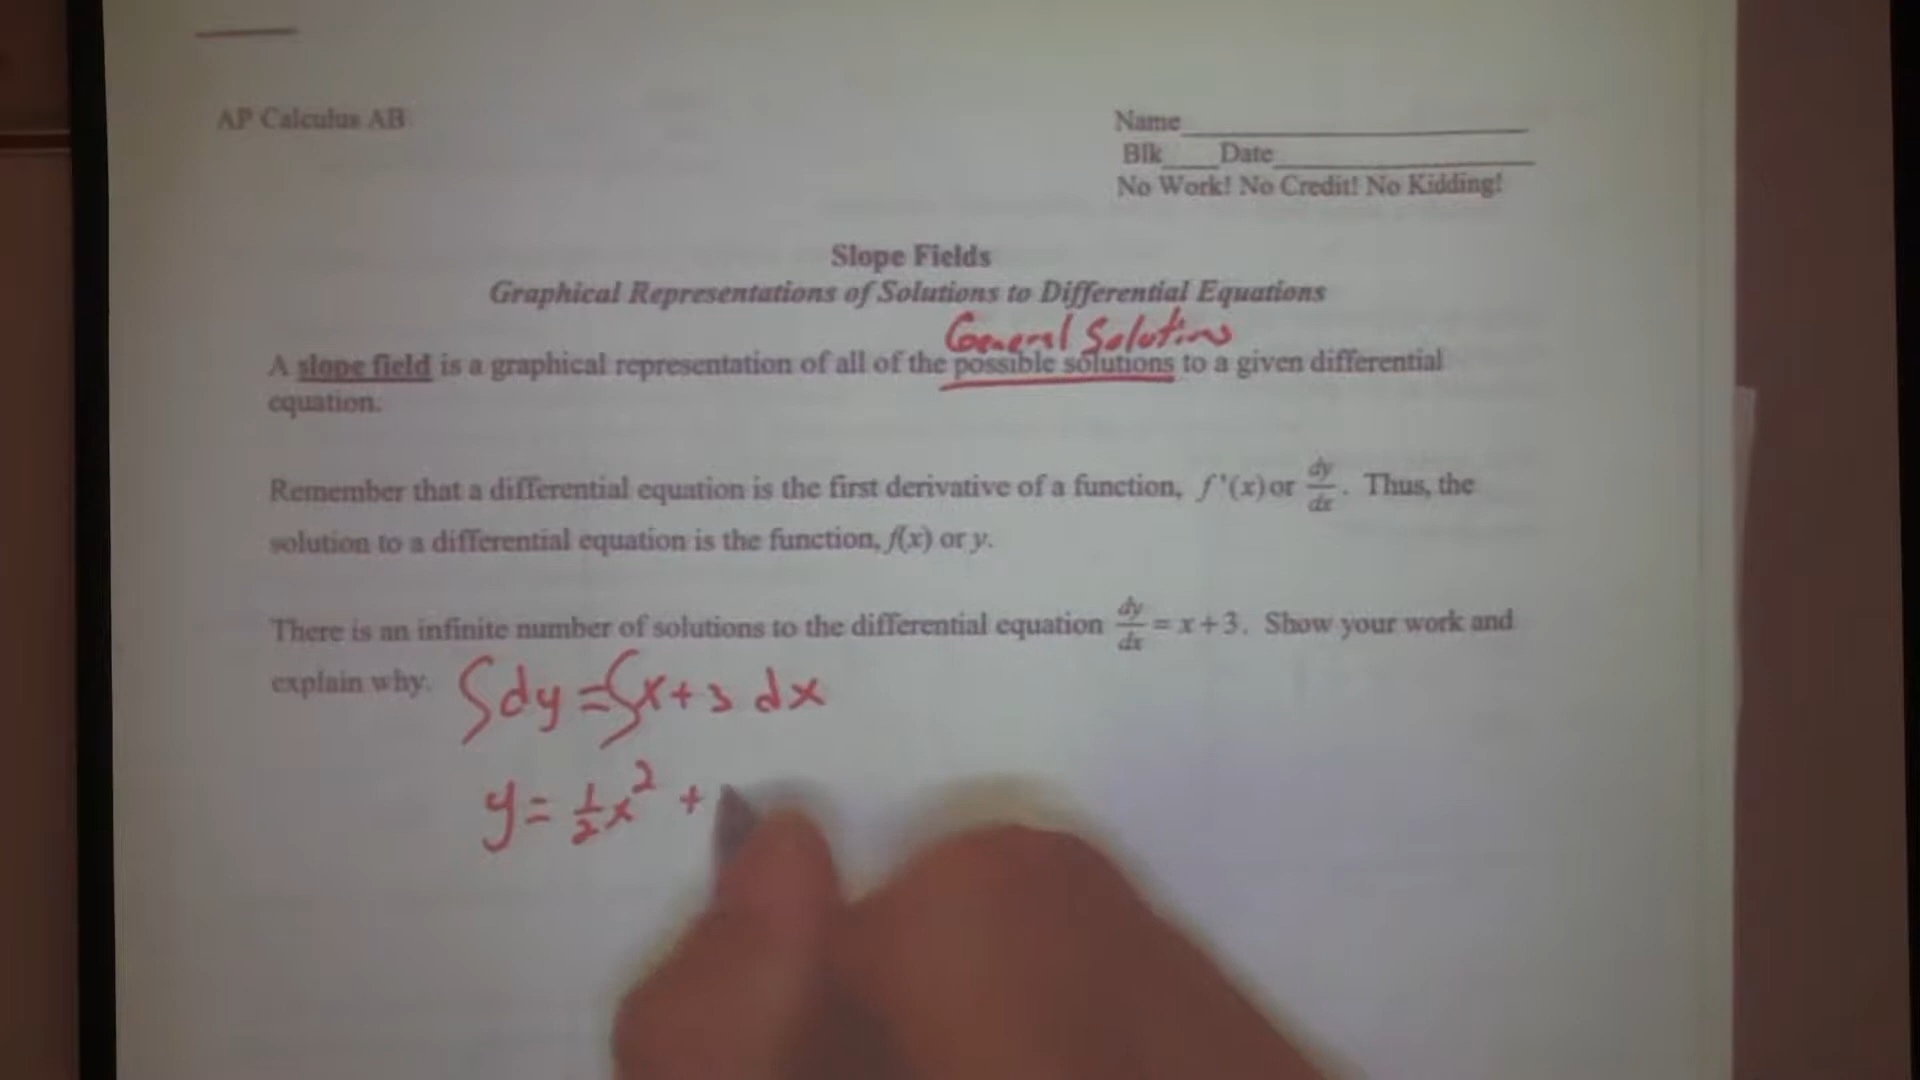 AP Calculus AB
Name
Blk Date
No Work! No Credit! No Kidding!
Slope Fields
Graphical Representations of Solutions to Differential Equations
General Solutions
A slope field is a graphical representation of all of the possible solutions to a given differential
equation.
Remember that a differential equation is the first derivative of a function, f'(x) or dy/dx. Thus, the
solution to a differential equation is the function, f(x) or y.
There is an infinite number of solutions to the differential equation dy/dx = x+3. Show your work and
explain why.
∫dy = ∫x+3 dx
y = ½x² +